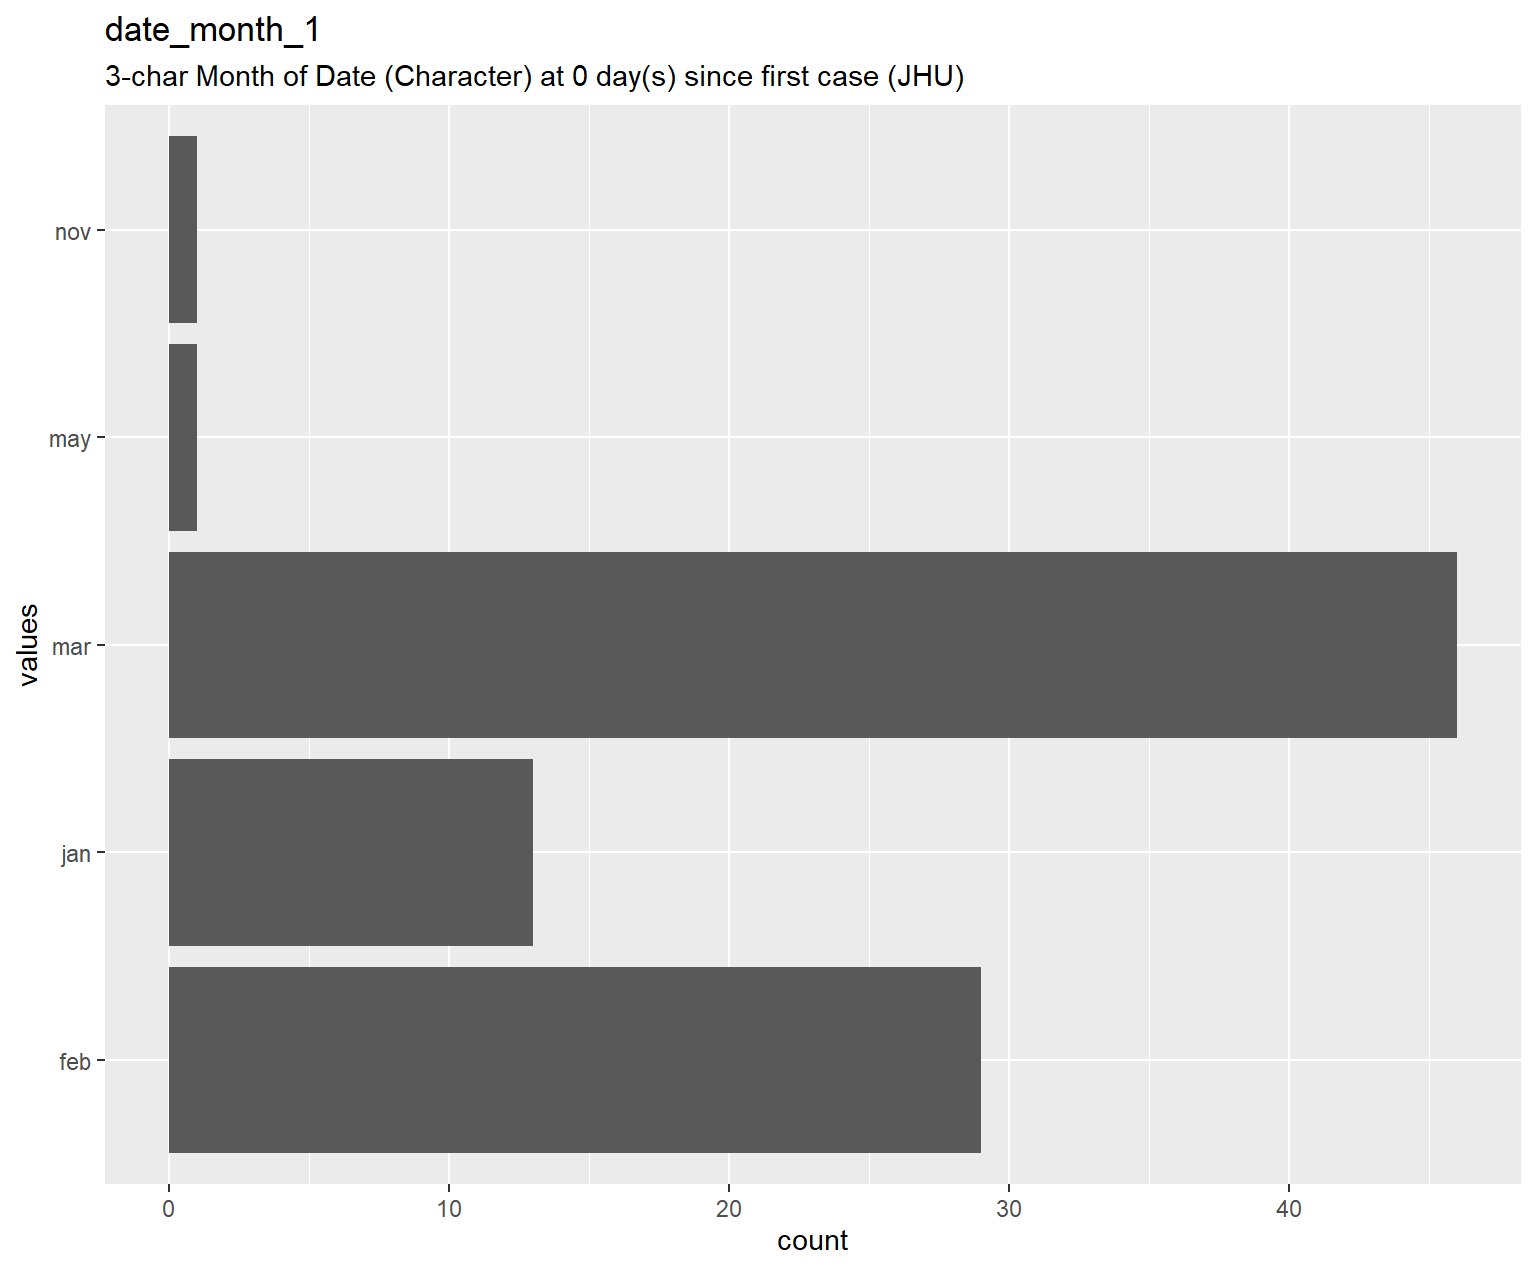 date_month_1
3-char Month of Date (Character) at 0 day(s) since first case (JHU)
nov
may
mar
jan
feb
values
0 10 20 30 40
count